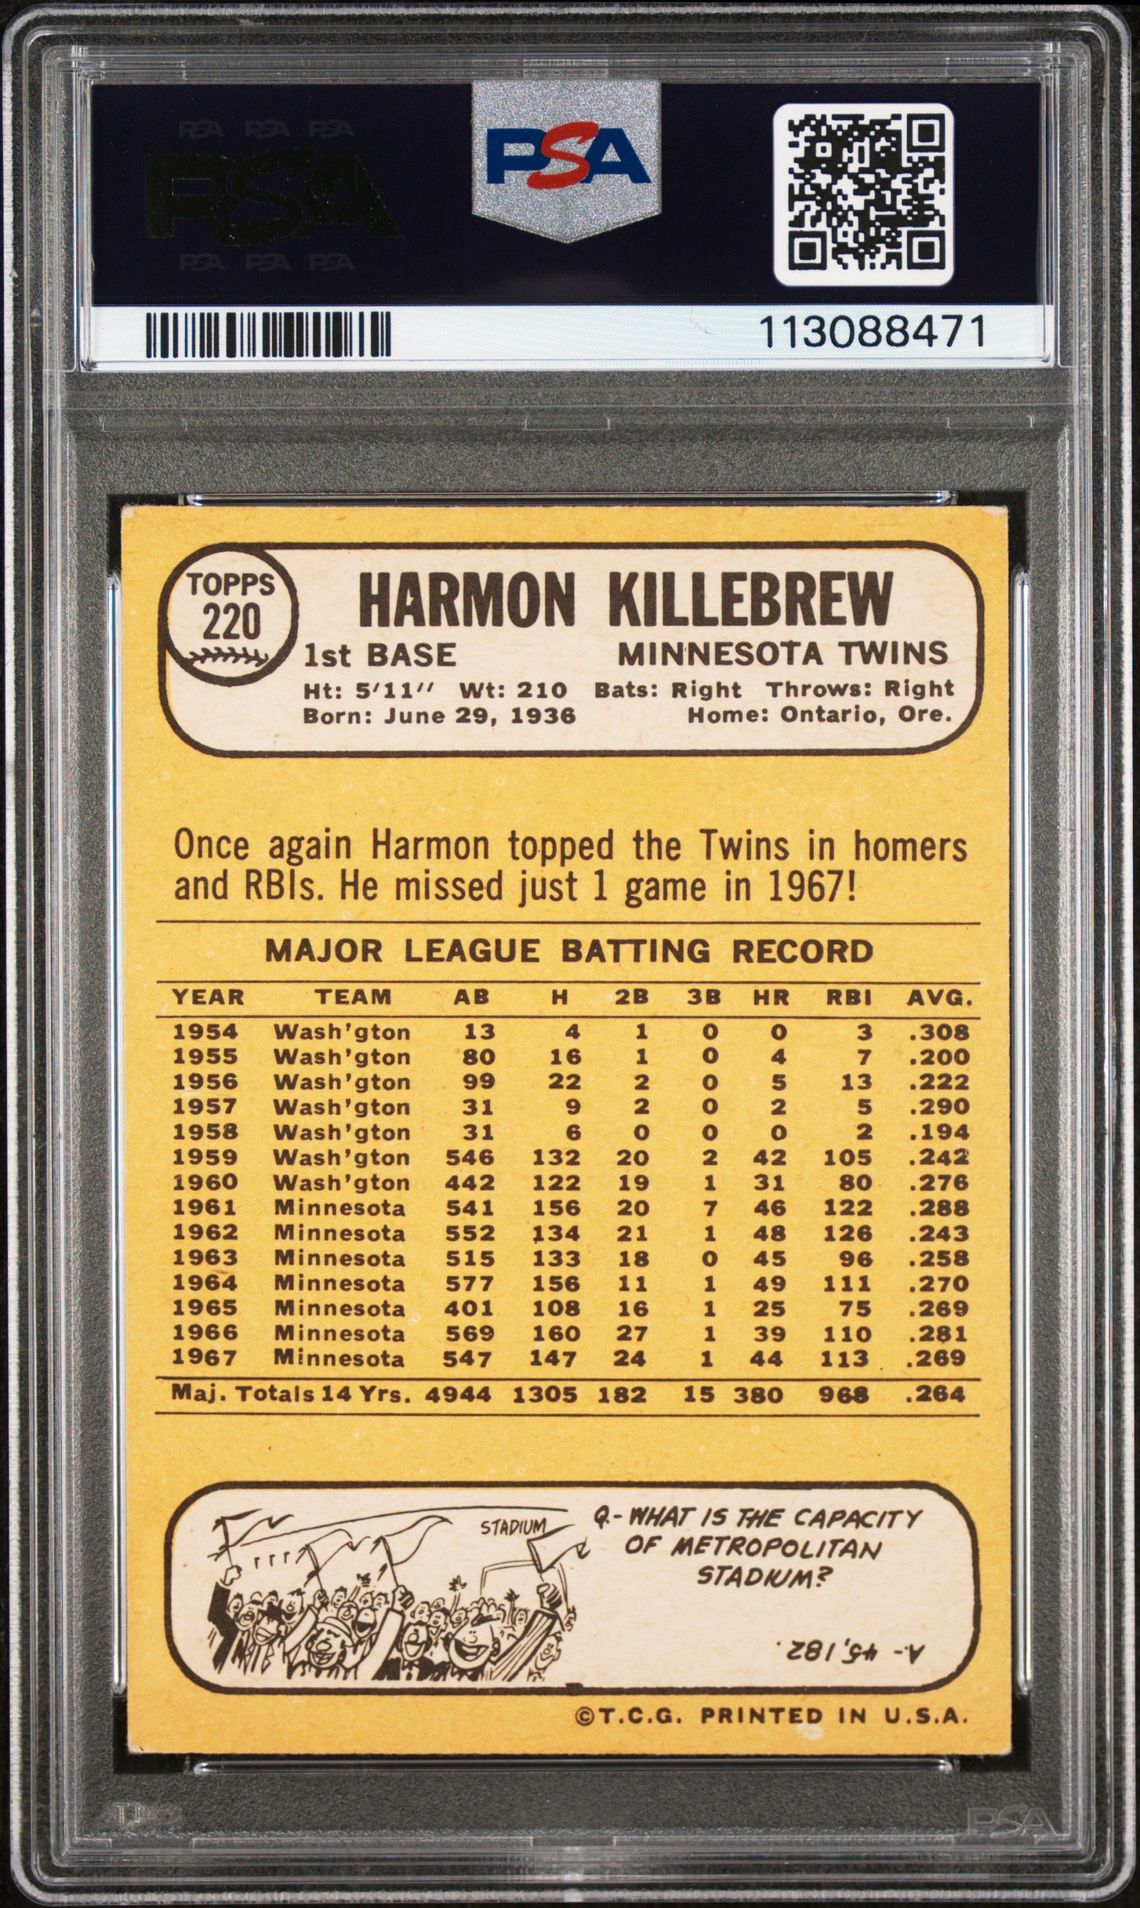 PSA PSA PSA
PSA
PSA PSA PSA
PSA
113088471
TOPPS
220
HARMON KILLEBREW
1st BASE MINNESOTA TWINS
Ht: 5'11" Wt: 210 Bats: Right Throws: Right
Born: June 29, 1936 Home: Ontario, Ore.
Once again Harmon topped the Twins in homers
and RBIs. He missed just 1 game in 1967!
MAJOR LEAGUE BATTING RECORD
YEAR TEAM AB H 2B 3B HR RBI AVG.
1954 Wash'gton 13 4 1 0 0 3 .308
1955 Wash'gton 80 16 1 0 4 7 .200
1956 Wash'gton 99 22 2 0 5 13 .222
1957 Wash'gton 31 9 2 0 2 5 .290
1958 Wash'gton 31 6 0 0 0 2 .194
1959 Wash'gton 546 132 20 2 42 105 .242
1960 Wash'gton 442 122 19 1 31 80 .276
1961 Minnesota 541 156 20 7 46 122 .288
1962 Minnesota 552 134 21 1 48 126 .243
1963 Minnesota 515 133 18 0 45 96 .258
1964 Minnesota 577 156 11 1 49 111 .270
1965 Minnesota 401 108 16 1 25 75 .269
1966 Minnesota 569 160 27 1 39 110 .281
1967 Minnesota 547 147 24 1 44 113 .269
Maj. Totals 14 Yrs. 4944 1305 182 15 380 968 .264
STADIUM
Q.- WHAT IS THE CAPACITY
OF METROPOLITAN
STADIUM?
A.- 45,182.
©T.C.G. PRINTED IN U.S.A.
PSA